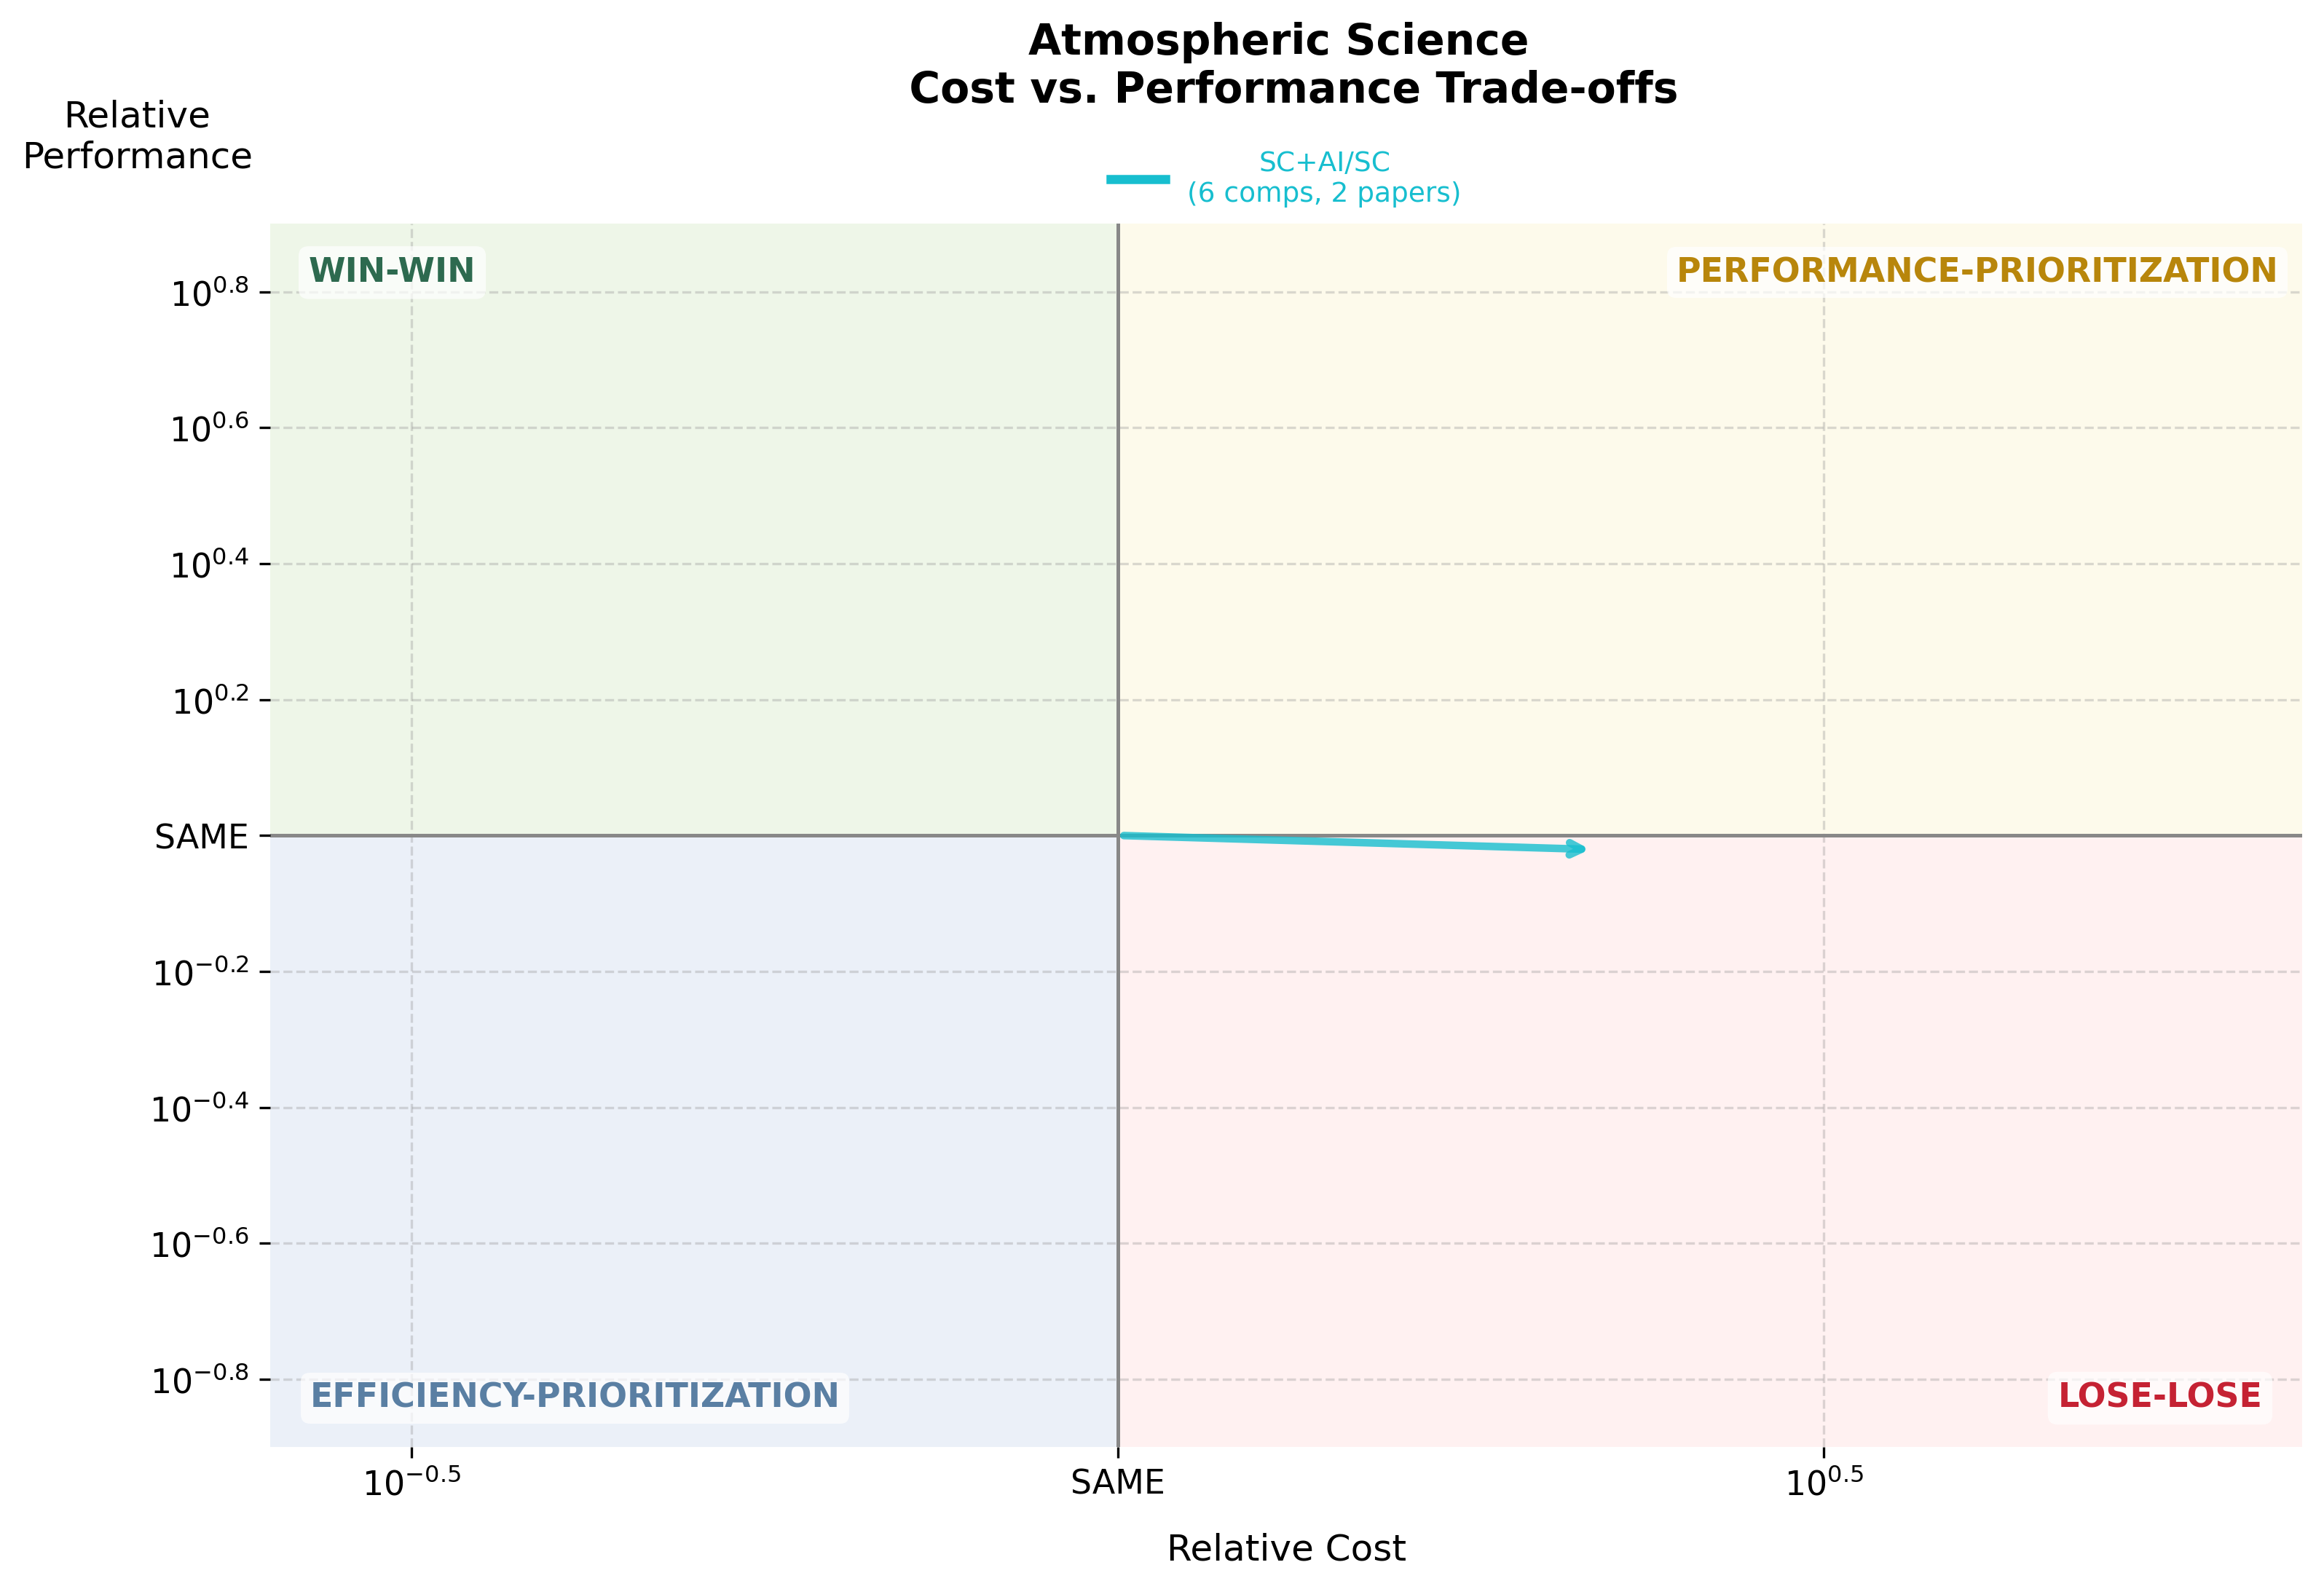 Atmospheric Science
Cost vs. Performance Trade-offs
Relative
Performance
SC+AI/SC
(6 comps, 2 papers)
WIN-WIN
PERFORMANCE-PRIORITIZATION
10^0.8
10^0.6
10^0.4
10^0.2
SAME
10^−0.2
10^−0.4
10^−0.6
10^−0.8
EFFICIENCY-PRIORITIZATION
LOSE-LOSE
10^−0.5
SAME
10^0.5
Relative Cost